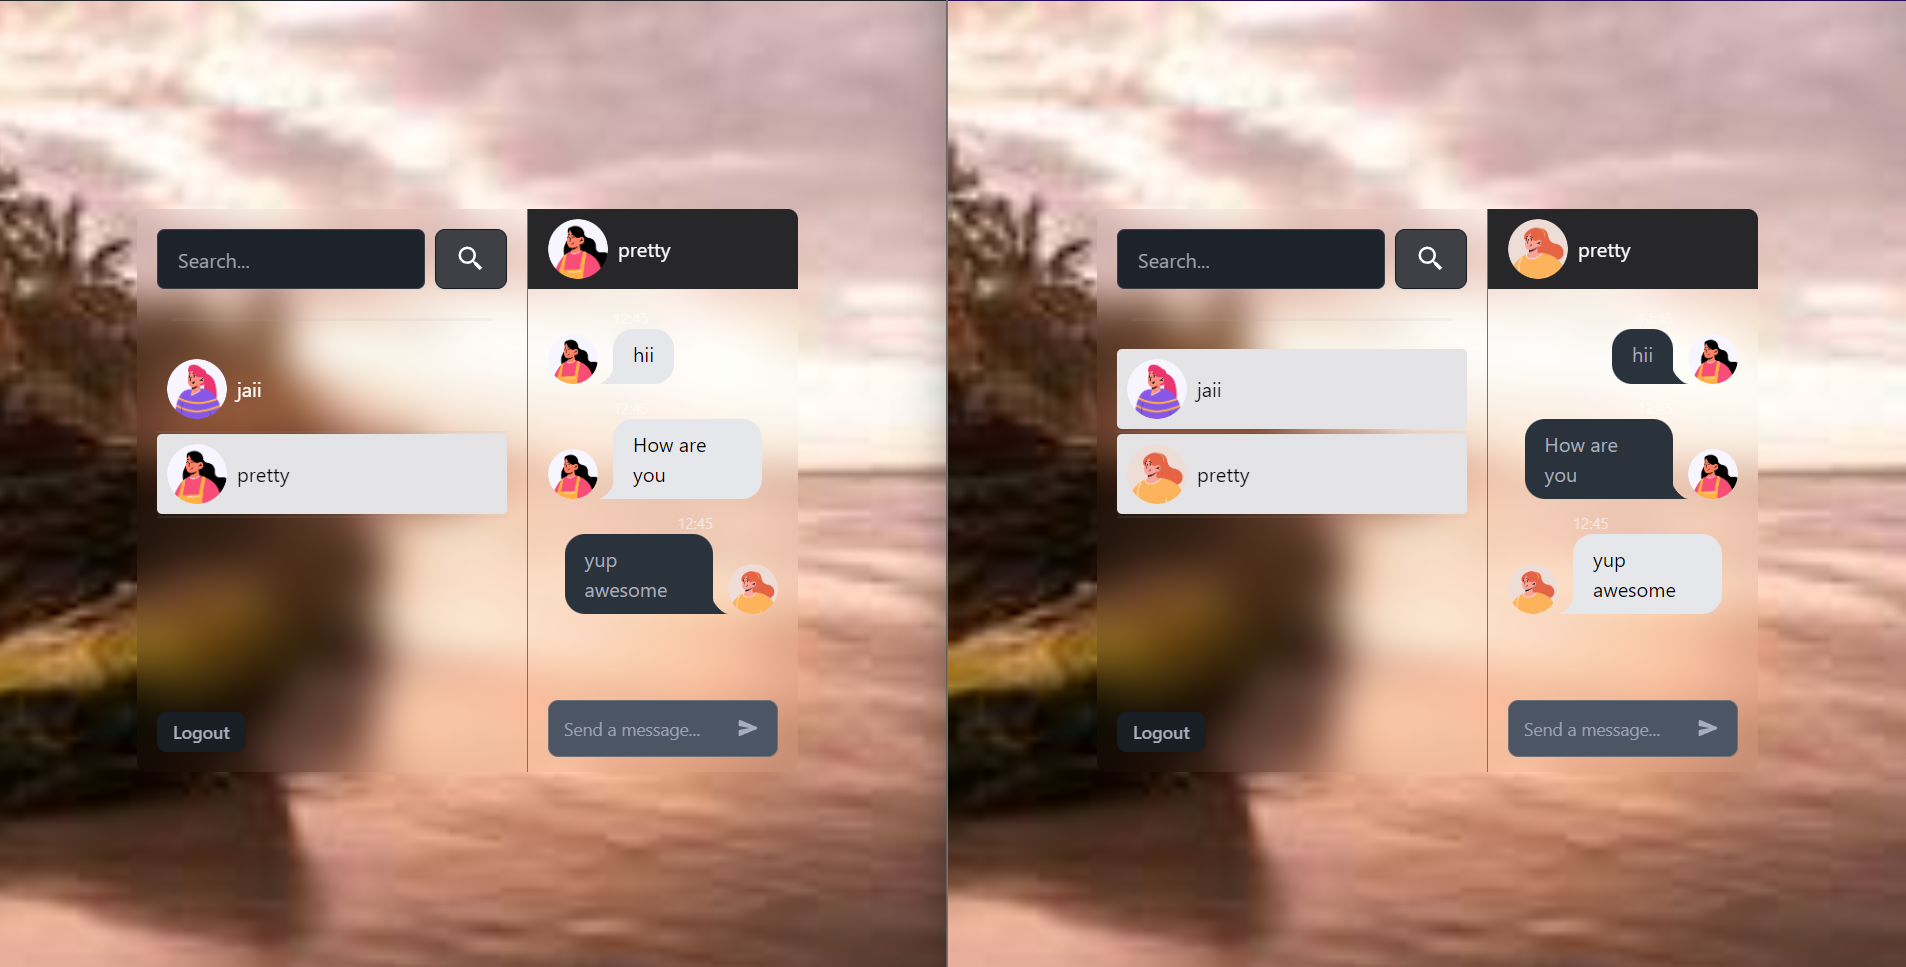 Search...
pretty
12:45
hii
jaii
12:45
How are
you
pretty
12:45
yup
awesome
Logout
Send a message...
Search...
pretty
12:45
hii
jaii
How are
you
pretty
12:45
yup
awesome
Logout
Send a message...